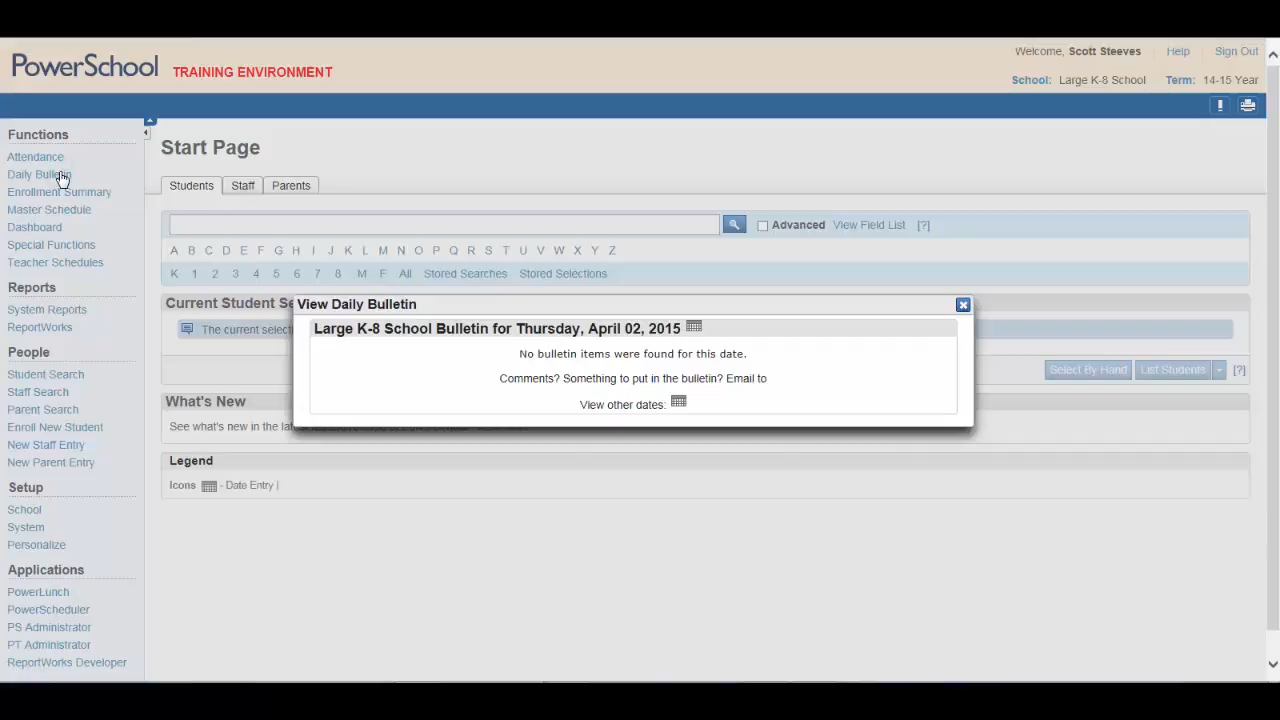 PowerSchool TRAINING ENVIRONMENT
Welcome, Scott Steeves Help Sign Out
School: Large K-8 School Term: 14-15 Year
Functions
Attendance
Daily Bulletin
Enrollment Summary
Master Schedule
Dashboard
Special Functions
Teacher Schedules
Reports
System Reports
ReportWorks
People
Student Search
Staff Search
Parent Search
Enroll New Student
New Staff Entry
New Parent Entry
Setup
School
System
Personalize
Applications
PowerLunch
PowerScheduler
PS Administrator
PT Administrator
ReportWorks Developer
Start Page
Students Staff Parents
Advanced View Field List [?]
A B C D E F G H I J K L M N O P Q R S T U V W X Y Z
K 1 2 3 4 5 6 7 8 M F All Stored Searches Stored Selections
Current Student Se
The current select
Select By Hand List Students [?]
View Daily Bulletin
Large K-8 School Bulletin for Thursday, April 02, 2015
No bulletin items were found for this date.
Comments? Something to put in the bulletin? Email to
View other dates:
What's New
See what's new in the lat
Legend
Icons - Date Entry |